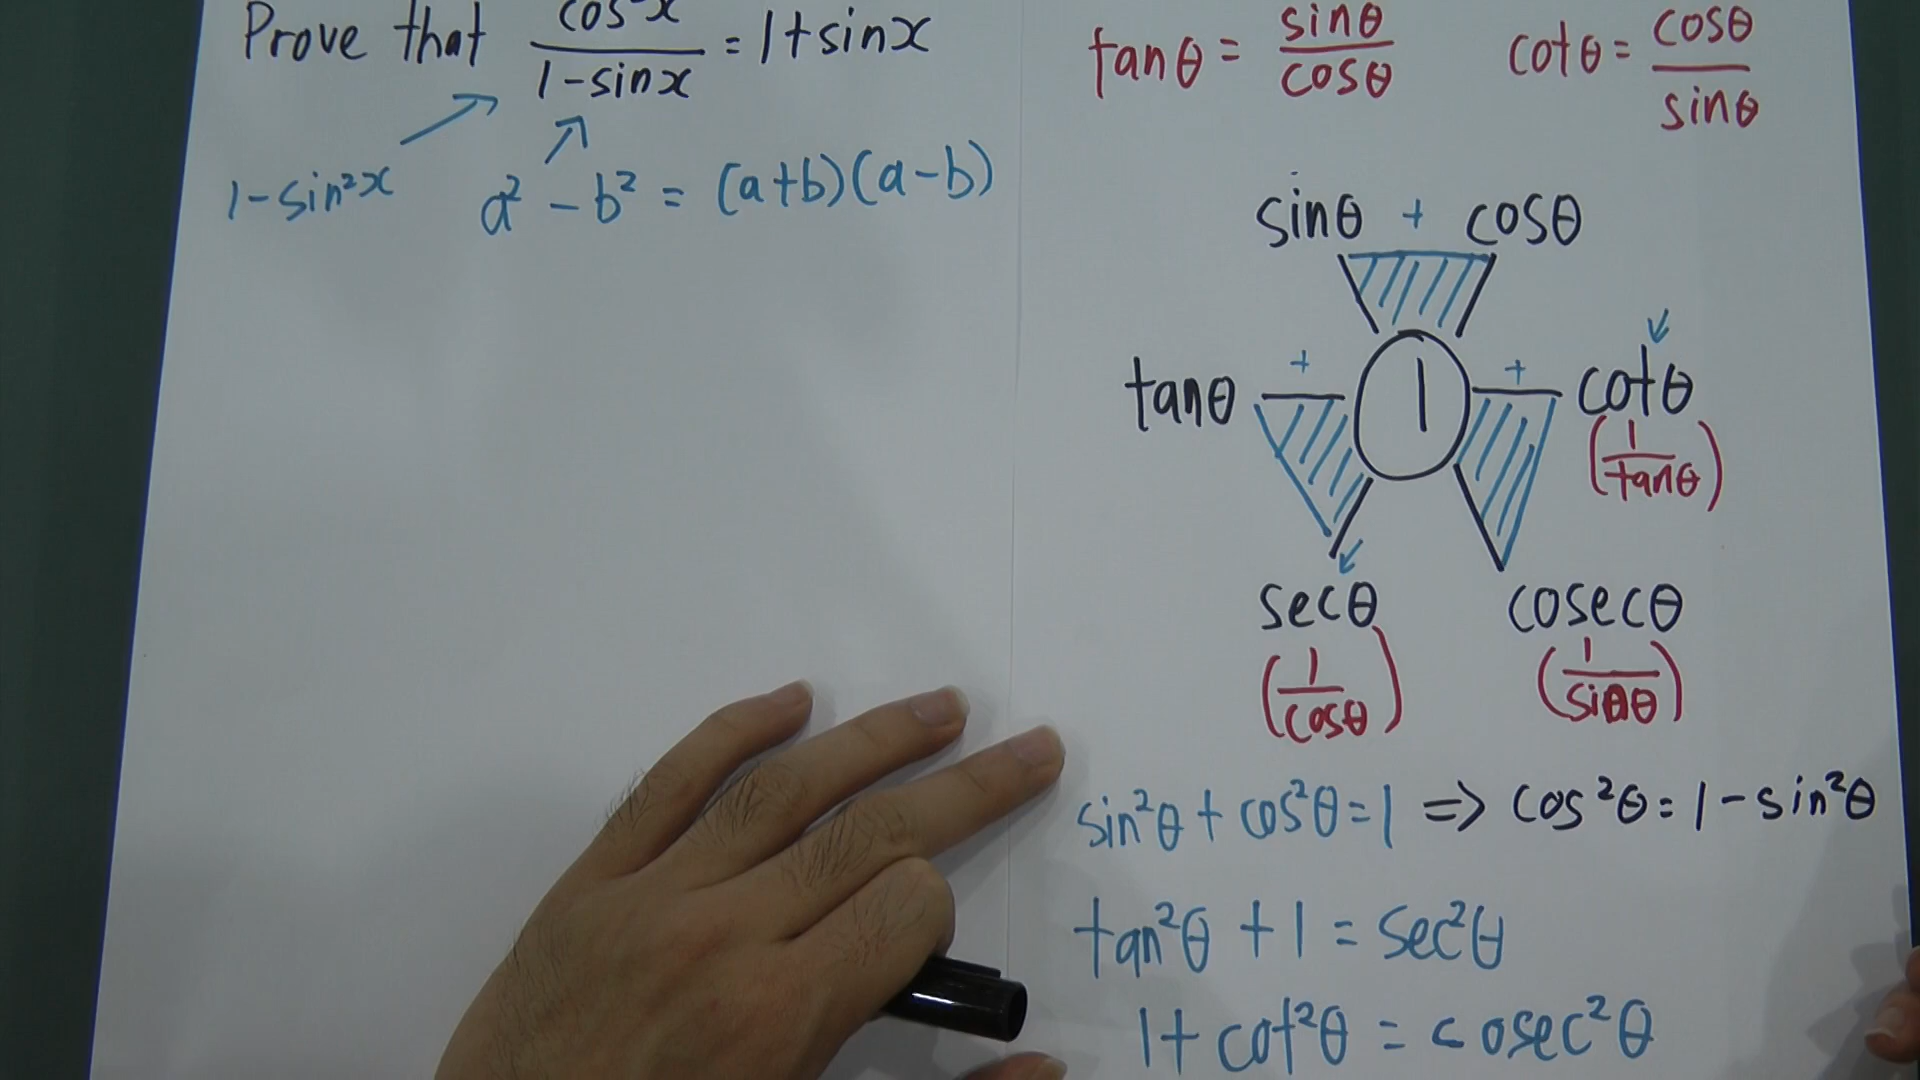 Prove that cos²x/1-sinx = 1+sinx
1-sin²x a²-b² = (a+b)(a-b)
tanθ = sinθ/cosθ cotθ = cosθ/sinθ
sinθ + cosθ
tanθ + 1 + cotθ
(1/tanθ)
secθ cosecθ
(1/cosθ) (1/sinθ)
sin²θ + cos²θ = 1 => cos²θ = 1-sin²θ
tan²θ + 1 = sec²θ
1 + cot²θ = cosec²θ